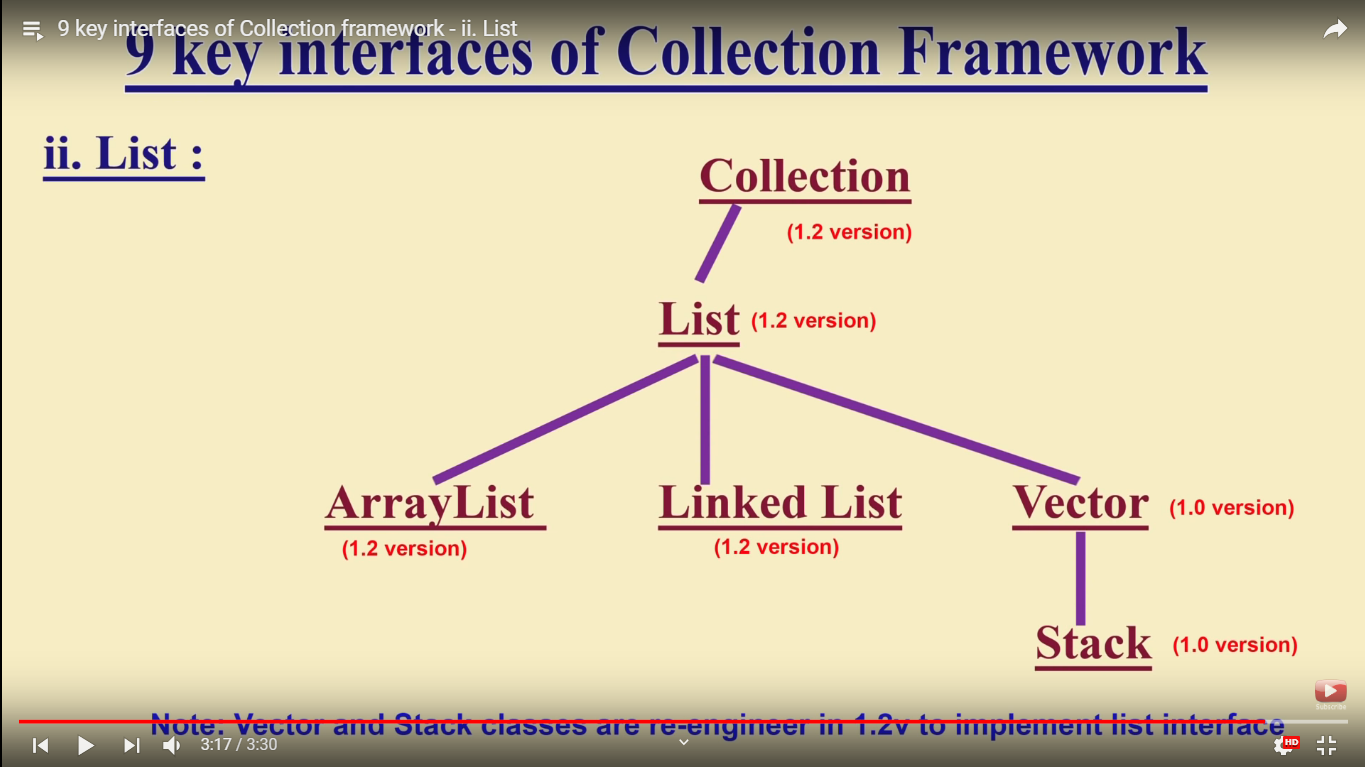 9 key interfaces of Collection framework - ii. List
9 key interfaces of Collection Framework
ii. List :
Collection
(1.2 version)
List (1.2 version)
ArrayList Linked List Vector (1.0 version)
(1.2 version) (1.2 version)
Stack (1.0 version)
Subscribe
Note: Vector and Stack classes are re-engineer in 1.2v to implement list interface
3:17 / 3:30
HD